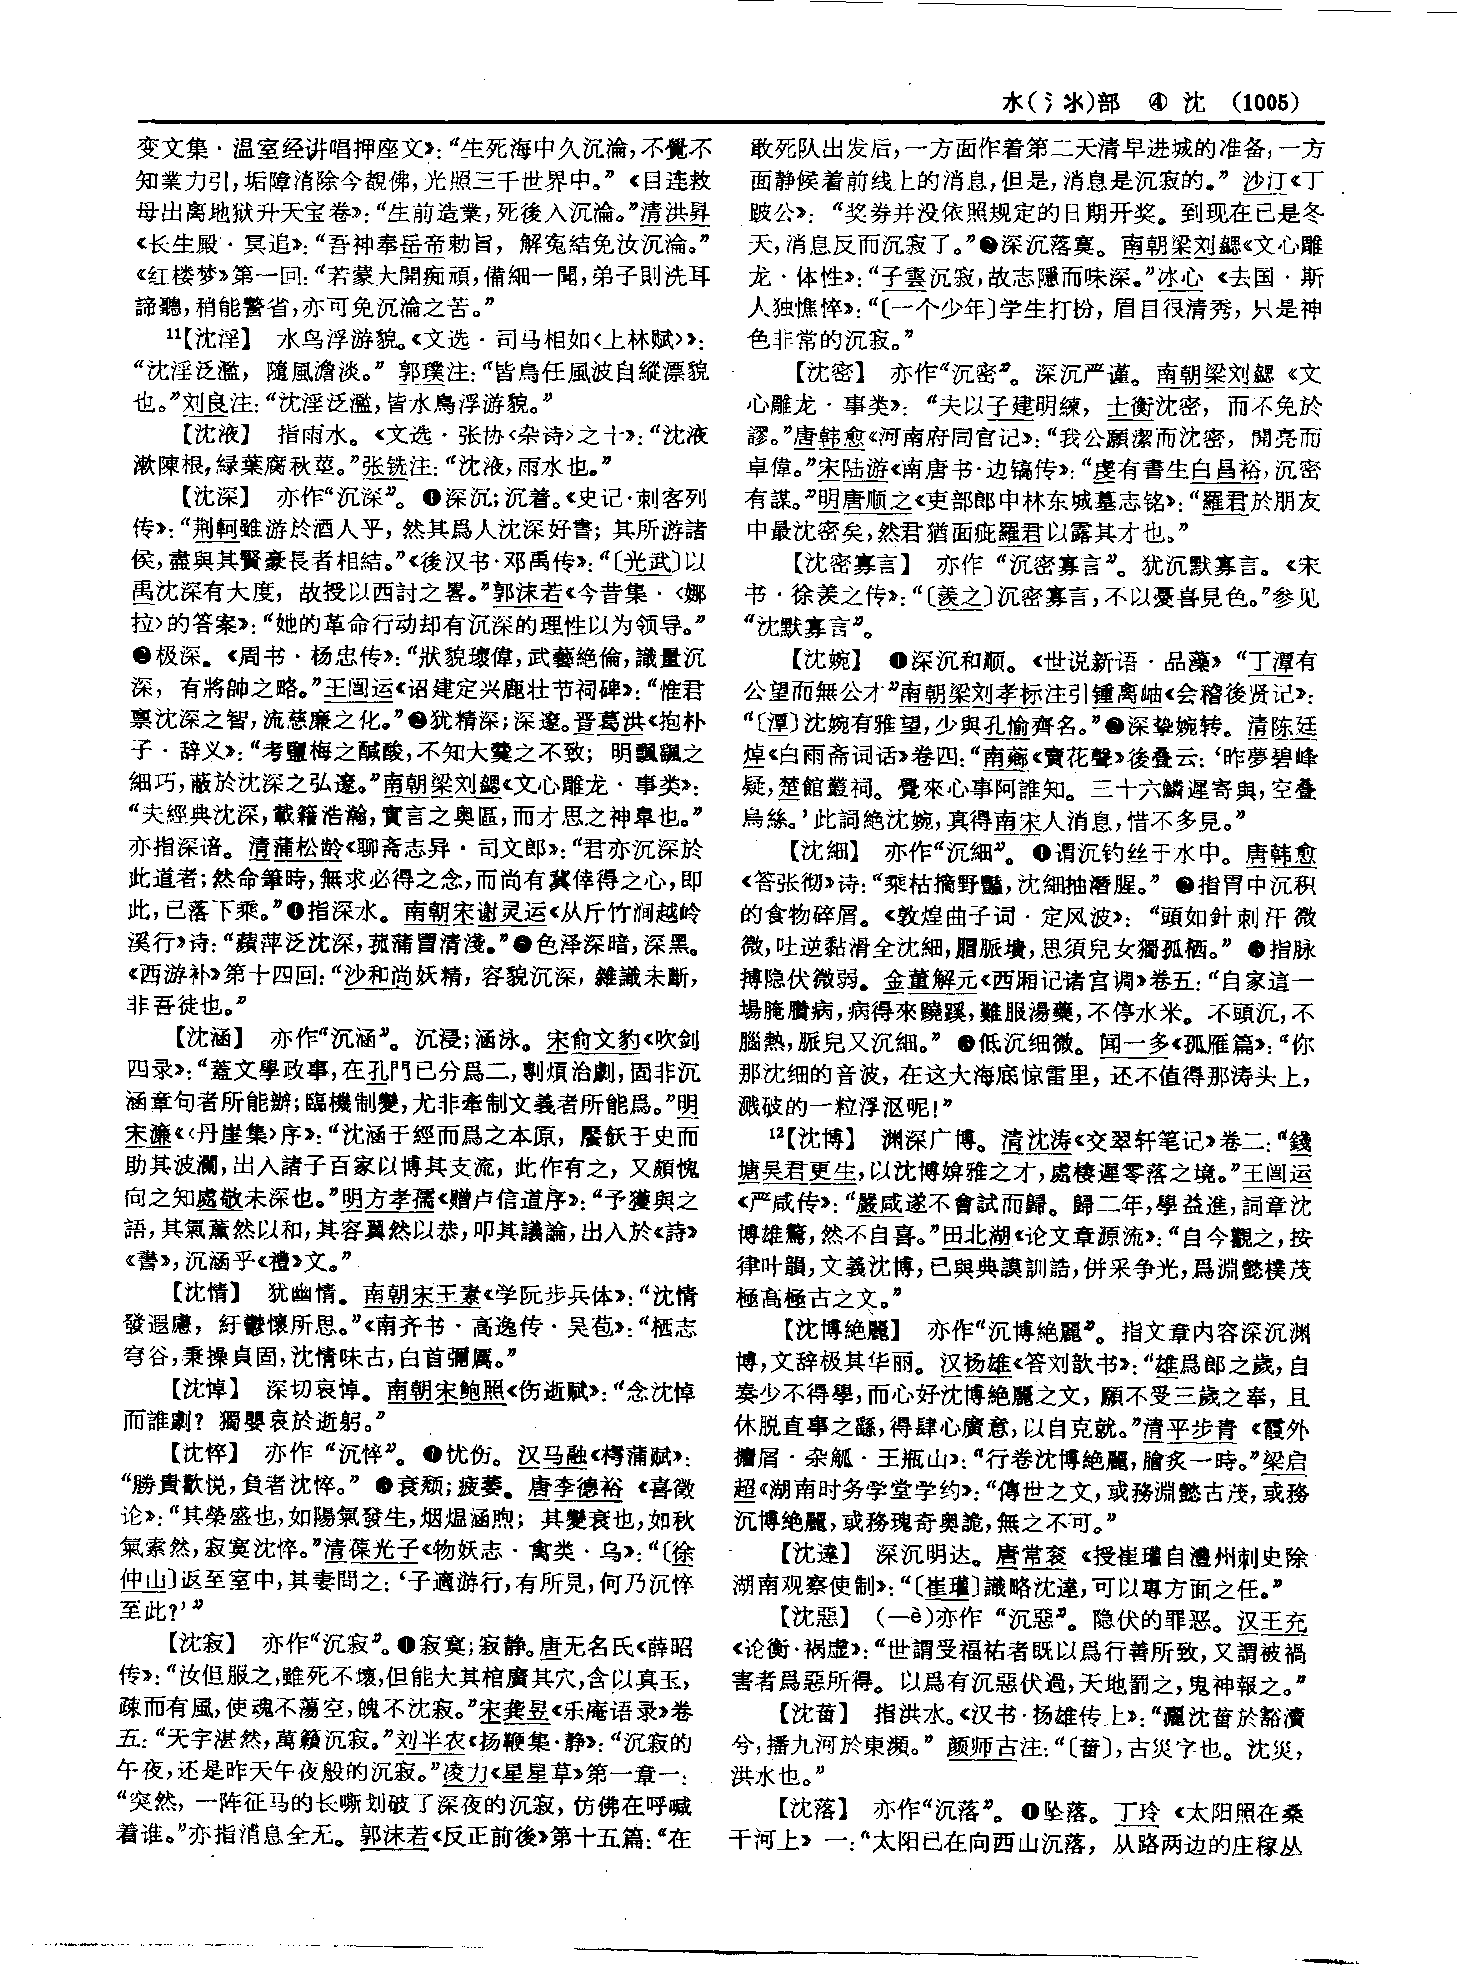 水(氵氺)部　④　沈　(1005)
变文集·温室经讲唱押座文》：“生死海中久沉淪，不覺不
知業力引，垢障消除今覩佛，光照三千世界中。”《目连救
母出离地狱升天宝卷》：“生前造業，死後入沉淪。”清洪昇
《长生殿·冥追》：“吾神奉岳帝勅旨，解寃結免汝沉淪。”
《红楼梦》第一回：“若蒙大開痴頑，備細一聞，弟子則洗耳
諦聽，稍能警省，亦可免沉淪之苦。”
11【沈淫】　水鸟浮游貌。《文选·司马相如〈上林赋〉》：
“沈淫泛濫，隨風澹淡。”郭璞注：“皆鳥任風波自縱漂貌
也。”刘良注：“沈淫泛濫，皆水鳥浮游貌。”
【沈液】　指雨水。《文选·张协〈杂诗〉之十》：“沈液
漱陳根，緑葉腐秋莖。”张铣注：“沈液，雨水也。”
【沈深】　亦作“沉深”。❶深沉；沉着。《史记·刺客列
传》：“荆軻雖游於酒人乎，然其爲人沈深好書；其所游諸
侯，盡與其賢豪長者相結。”《後汉书·邓禹传》：“〔光武〕以
禹沈深有大度，故授以西討之畧。”郭沫若《今昔集·〈娜
拉〉的答案》：“她的革命行动却有沉深的理性以为领导。”
❷极深。《周书·杨忠传》：“狀貌瓌偉，武藝絶倫，識量沉
深，有將帥之略。”王闿运《诏建定兴鹿壮节祠碑》：“惟君
禀沈深之智，流慈廉之化。”❸犹精深；深邃。晋葛洪《抱朴
子·辞义》：“考鹽梅之醎酸，不知大羹之不致；明飄颻之
細巧，蔽於沈深之弘邃。”南朝梁刘勰《文心雕龙·事类》：
“夫經典沈深，載籍浩瀚，實言之奥區，而才思之神臯也。”
亦指深谙。清蒲松龄《聊斋志异·司文郎》：“君亦沉深於
此道者；然命筆時，無求必得之念，而尚有冀倖得之心，即
此，已落下乘。”❹指深水。南朝宋谢灵运《从斤竹涧越岭
溪行》诗：“蘋萍泛沈深，菰蒲冒清淺。”❺色泽深暗，深黑。
《西游补》第十四回：“沙和尚妖精，容貌沉深，雜識未斷，
非吾徒也。”
【沈涵】　亦作“沉涵”。沉浸；涵泳。宋俞文豹《吹剑
四录》：“蓋文學政事，在孔門已分爲二，剸煩治劇，固非沉
涵章句者所能辦；臨機制變，尤非牽制文義者所能爲。”明
宋濂《〈丹崖集〉序》：“沈涵于經而爲之本原，饜飫于史而
助其波瀾，出入諸子百家以博其支流，此作有之，又頗愧
向之知處敬未深也。”明方孝孺《赠卢信道序》：“予獲與之
語，其氣薰然以和，其容翼然以恭，叩其議論，出入於《詩》
《書》，沉涵乎《禮》文。”
【沈情】　犹幽情。南朝宋王素《学阮步兵体》：“沈情
發遐慮，紆鬱懷所思。”《南齐书·高逸传·吴苞》：“栖志
穹谷，秉操貞固，沈情味古，白首彌厲。”
【沈悼】　深切哀悼。南朝宋鲍照《伤逝赋》：“念沈悼
而誰劇？獨嬰哀於逝躬。”
【沈悴】　亦作“沉悴”。❶忧伤。汉马融《樗蒲赋》：
“勝貴歡悦，負者沈悴。”❷衰颓；疲萎。唐李德裕《喜徵
论》：“其榮盛也，如陽氣發生，烟煴涵煦；其變衰也，如秋
氣索然，寂寞沈悴。”清葆光子《物妖志·禽类·乌》：“〔徐
仲山〕返至室中，其妻問之：‘子適游行，有所見，何乃沉悴
至此？’”
【沈寂】　亦作“沉寂”。❶寂寞；寂静。唐无名氏《薛昭
传》：“汝但服之，雖死不壞，但能大其棺廣其穴，含以真玉，
疎而有風，使魂不蕩空，魄不沈寂。”宋龚昱《乐庵语录》卷
五：“天宇湛然，萬籟沉寂。”刘半农《扬鞭集·静》：“沉寂的
午夜，还是昨天午夜般的沉寂。”凌力《星星草》第一章一：
“突然，一阵征马的长嘶划破了深夜的沉寂，仿佛在呼喊
着谁。”亦指消息全无。郭沫若《反正前後》第十五篇：“在
敢死队出发后，一方面作着第二天清早进城的准备，一方
面静候着前线上的消息，但是，消息是沉寂的。”沙汀《丁
跛公》：“奖券并没依照规定的日期开奖。到现在已是冬
天，消息反而沉寂了。”❷深沉落寞。南朝梁刘勰《文心雕
龙·体性》：“子雲沉寂，故志隱而味深。”冰心《去国·斯
人独憔悴》：“〔一个少年〕学生打扮，眉目很清秀，只是神
色非常的沉寂。”
【沈密】　亦作“沉密”。深沉严谨。南朝梁刘勰《文
心雕龙·事类》：“夫以子建明練，士衡沈密，而不免於
謬。”唐韩愈《河南府同官记》：“我公願潔而沈密，開亮而
卓偉。”宋陆游《南唐书·边镐传》：“虔有書生白昌裕，沉密
有謀。”明唐顺之《吏部郎中林东城墓志铭》：“羅君於朋友
中最沈密矣，然君猶面疵羅君以露其才也。”
【沈密寡言】　亦作“沉密寡言”。犹沉默寡言。《宋
书·徐羡之传》：“〔羨之〕沉密寡言，不以憂喜見色。”参见
“沈默寡言”。
【沈婉】　❶深沉和顺。《世说新语·品藻》“丁潭有
公望而無公才”南朝梁刘孝标注引锺离岫《会稽後贤记》：
“〔潭〕沈婉有雅望，少與孔愉齊名。”❷深挚婉转。清陈廷
焯《白雨斋词话》卷四：“南薌《賣花聲》後叠云：‘昨夢碧峰
疑，楚館叢祠。覺來心事阿誰知。三十六鱗遲寄與，空叠
烏絲。’此詞絶沈婉，真得南宋人消息，惜不多見。”
【沈細】　亦作“沉細”。❶谓沉钓丝于水中。唐韩愈
《答张彻》诗：“乘枯摘野豔，沈細抽潛腥。”❷指胃中沉积
的食物碎屑。《敦煌曲子词·定风波》：“頭如針刺汗微
微，吐逆黏滑全沈細，胭脈墳，思須兒女獨孤栖。”❸指脉
搏隐伏微弱。金董解元《西厢记诸宫调》卷五：“自家這一
場腌臢病，病得來蹺蹊，難服湯藥，不停水米。不頭沉，不
腦熱，脈兒又沉細。”❹低沉细微。闻一多《孤雁篇》：“你
那沈细的音波，在这大海底惊雷里，还不值得那涛头上，
溅破的一粒浮沤呢！”
12【沈博】　渊深广博。清沈涛《交翠轩笔记》卷二：“錢
塘吴君更生，以沈博媕雅之才，處棲遲零落之境。”王闿运
《严咸传》：“嚴咸遂不會試而歸。歸二年，學益進，詞章沈
博雄驁，然不自喜。”田北湖《论文章源流》：“自今觀之，按
律叶韻，文義沈博，已與典謨訓誥，併采争光，爲淵懿樸茂
極高極古之文。”
【沈博絶麗】　亦作“沉博絶麗”。指文章内容深沉渊
博，文辞极其华丽。汉扬雄《答刘歆书》：“雄爲郎之歲，自
奏少不得學，而心好沈博絶麗之文，願不受三歲之奉，且
休脱直事之繇，得肆心廣意，以自克就。”清平步青《霞外
攟屑·杂觚·王瓶山》：“行卷沈博絶麗，膾炙一時。”梁启
超《湖南时务学堂学约》：“傳世之文，或務淵懿古茂，或務
沉博絶麗，或務瑰奇奥詭，無之不可。”
【沈達】　深沉明达。唐常衮《授崔瓘自澧州刺史除
湖南观察使制》：“〔崔瓘〕識略沈達，可以專方面之任。”
【沈惡】　(—è)亦作“沉惡”。隐伏的罪恶。汉王充
《论衡·祸虚》：“世謂受福祐者既以爲行善所致，又謂被禍
害者爲惡所得。以爲有沉惡伏過，天地罰之，鬼神報之。”
【沈菑】　指洪水。《汉书·扬雄传上》：“灑沈菑於豁瀆
兮，播九河於東瀕。”颜师古注：“〔菑〕，古災字也。沈災，
洪水也。”
【沈落】　亦作“沉落”。❶坠落。丁玲《太阳照在桑
干河上》一：“太阳已在向西山沉落，从路两边的庄稼丛